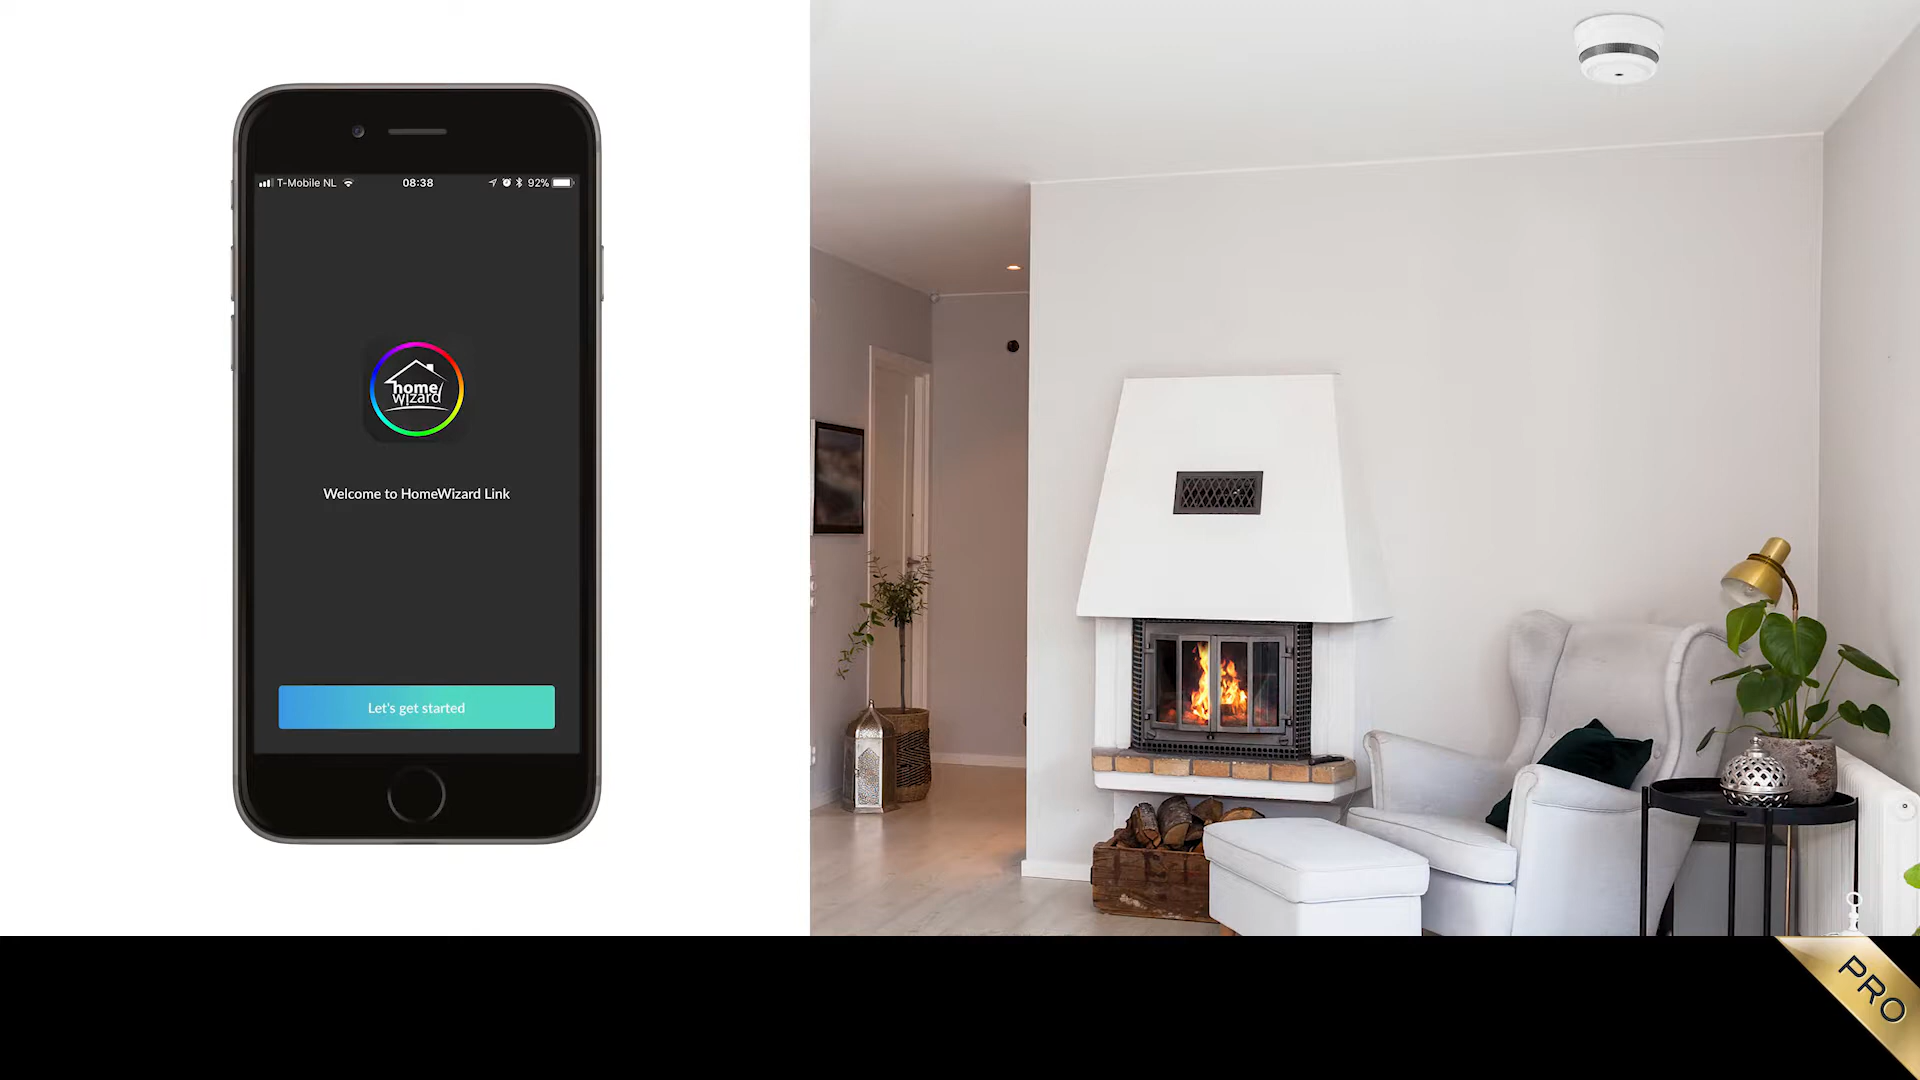 T-Mobile NL
08:38
92%
home
wizard
Welcome to HomeWizard Link
Let's get started
PRO